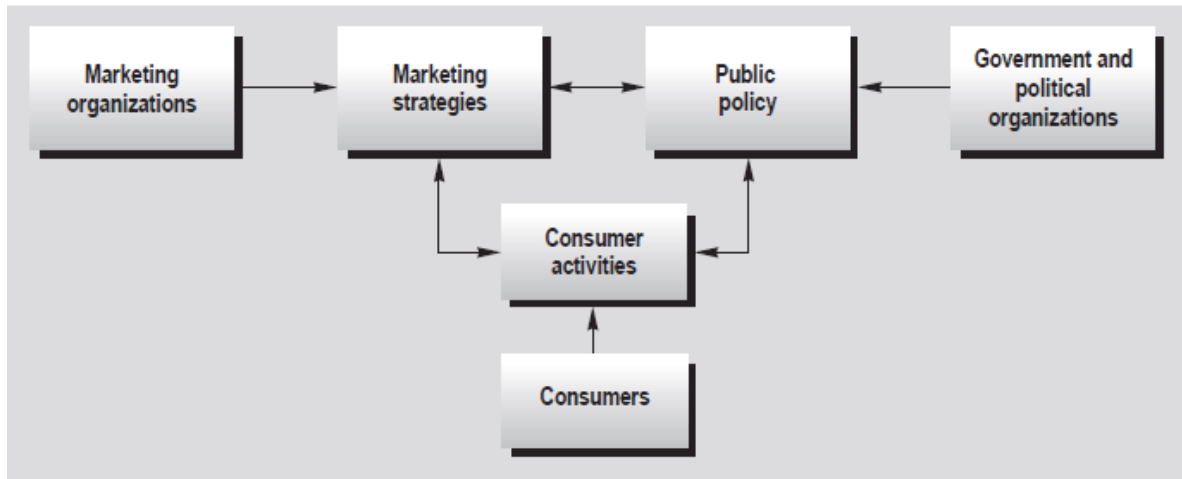 Marketing
organizations
Marketing
strategies
Public
policy
Government and
political
organizations
Consumer
activities
Consumers